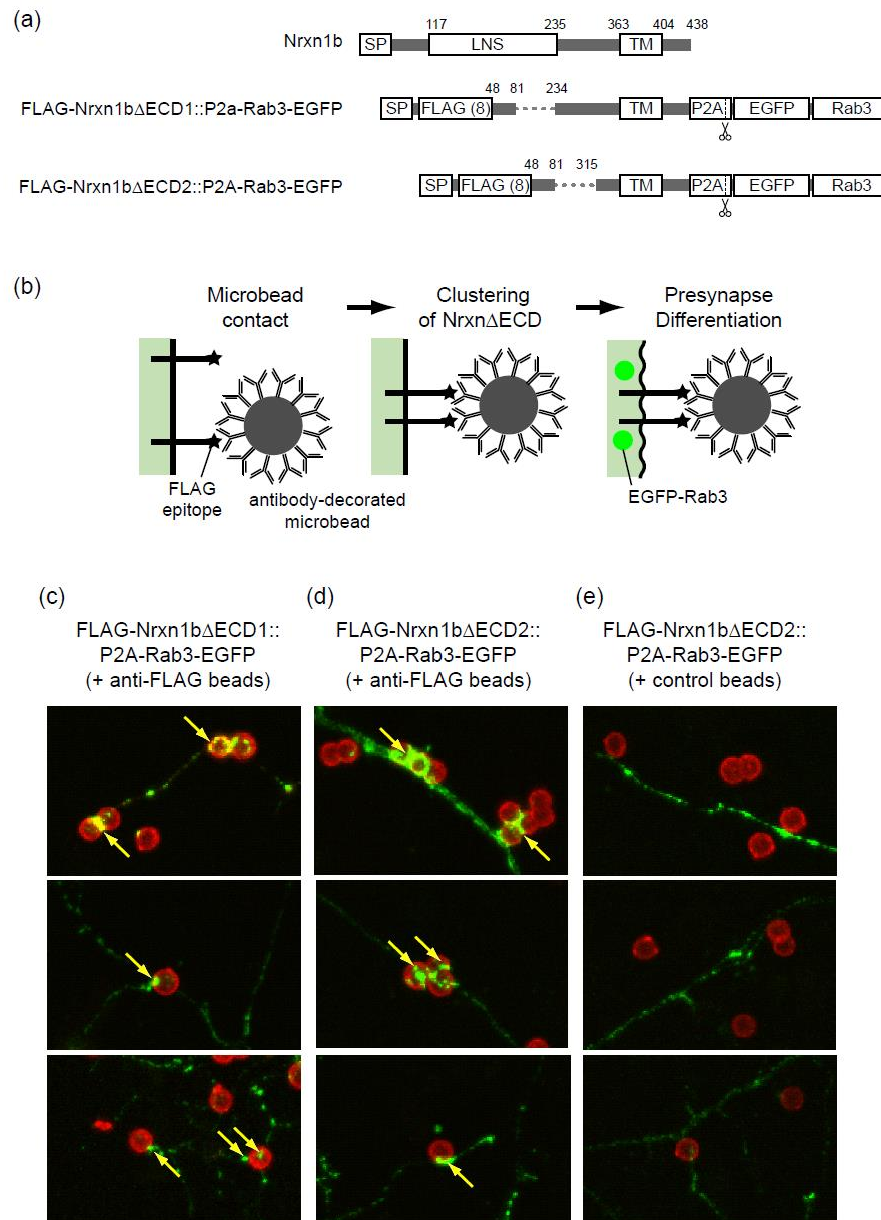 (a)
117 235 363 404 438
Nrxn1b SP LNS TM
48 81 234
FLAG-Nrxn1bΔECD1::P2a-Rab3-EGFP SP FLAG (8) TM P2A EGFP Rab3
48 81 315
FLAG-Nrxn1bΔECD2::P2A-Rab3-EGFP SP FLAG (8) TM P2A EGFP Rab3
(b)
Microbead
contact
Clustering
of NrxnΔECD
Presynapse
Differentiation
FLAG
epitope
antibody-decorated
microbead
EGFP-Rab3
(c)
FLAG-Nrxn1bΔECD1::
P2A-Rab3-EGFP
(+ anti-FLAG beads)
(d)
FLAG-Nrxn1bΔECD2::
P2A-Rab3-EGFP
(+ anti-FLAG beads)
(e)
FLAG-Nrxn1bΔECD2::
P2A-Rab3-EGFP
(+ control beads)